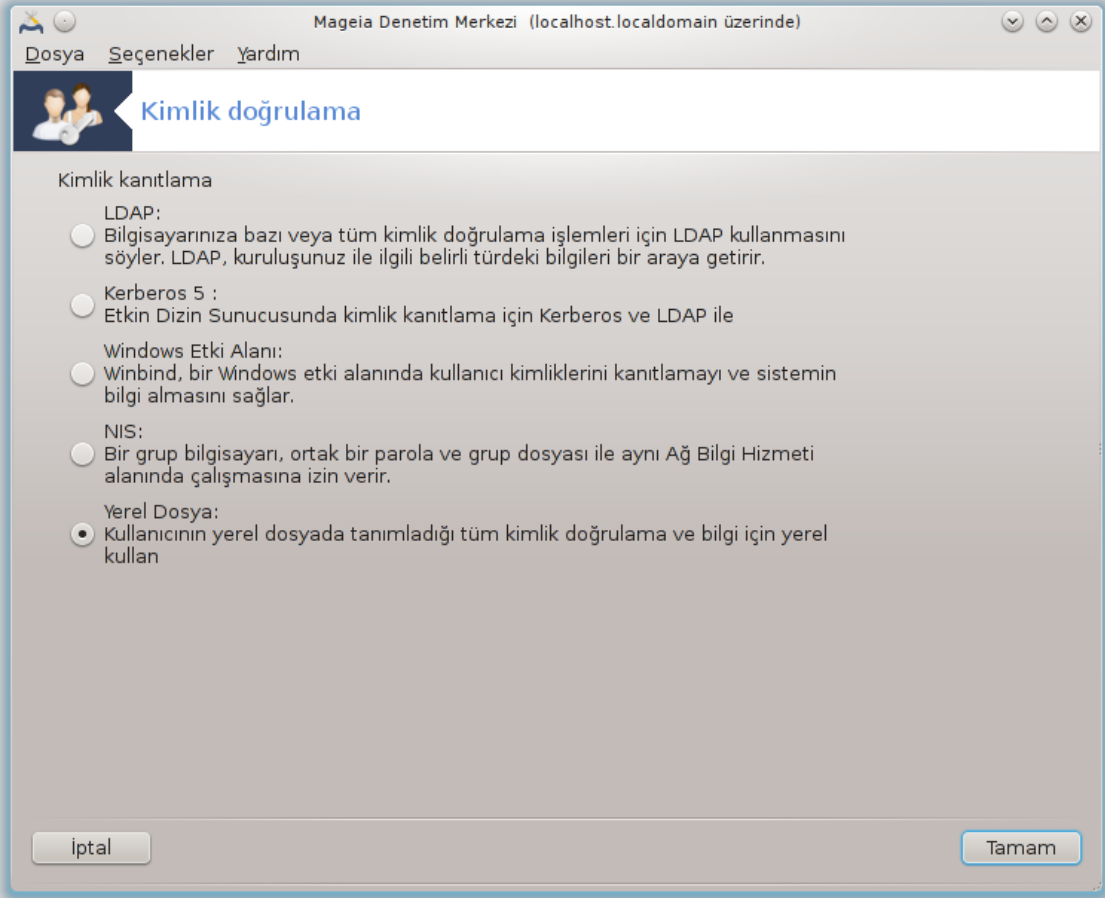 Mageia Denetim Merkezi (localhost.localdomain üzerinde)
Dosya Seçenekler Yardım
Kimlik doğrulama
Kimlik kanıtlama
LDAP:
Bilgisayarınıza bazı veya tüm kimlik doğrulama işlemleri için LDAP kullanmasını
söyler. LDAP, kuruluşunuz ile ilgili belirli türdeki bilgileri bir araya getirir.
Kerberos 5 :
Etkin Dizin Sunucusunda kimlik kanıtlama için Kerberos ve LDAP ile
Windows Etki Alanı:
Winbind, bir Windows etki alanında kullanıcı kimliklerini kanıtlamayı ve sistemin
bilgi almasını sağlar.
NIS:
Bir grup bilgisayarı, ortak bir parola ve grup dosyası ile aynı Ağ Bilgi Hizmeti
alanında çalışmasına izin verir.
Yerel Dosya:
Kullanıcının yerel dosyada tanımladığı tüm kimlik doğrulama ve bilgi için yerel
kullan
İptal Tamam